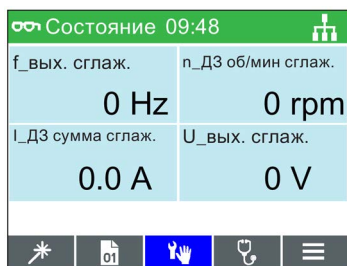 Состояние 09:48
f_вых. сглаж.
0 Hz
n_ДЗ об/мин сглаж.
0 rpm
I_ДЗ сумма сглаж.
0.0 A
U_вых. сглаж.
0 V
01